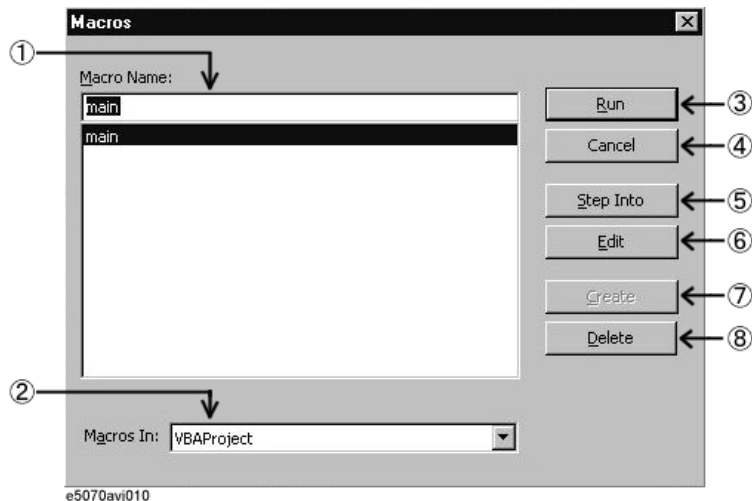 Macros
①
Macro Name:
main
main
Run
③
Cancel
④
Step Into
⑤
Edit
⑥
Create
⑦
Delete
⑧
②
Macros In:
VBAProject
e5070avj010